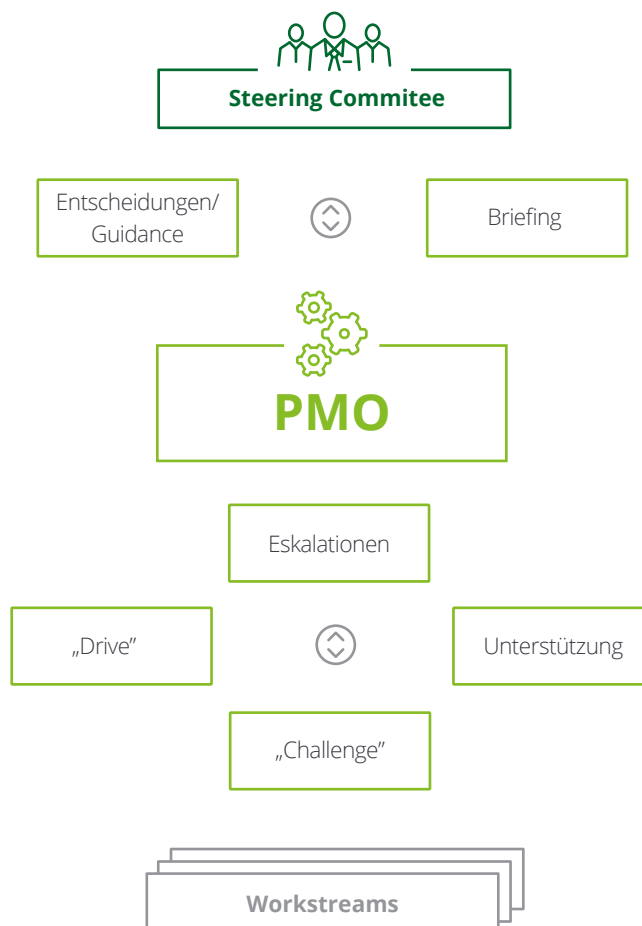 Steering Commitee
Entscheidungen/
Guidance
Briefing
PMO
Eskalationen
„Drive”
Unterstützung
„Challenge”
Workstreams